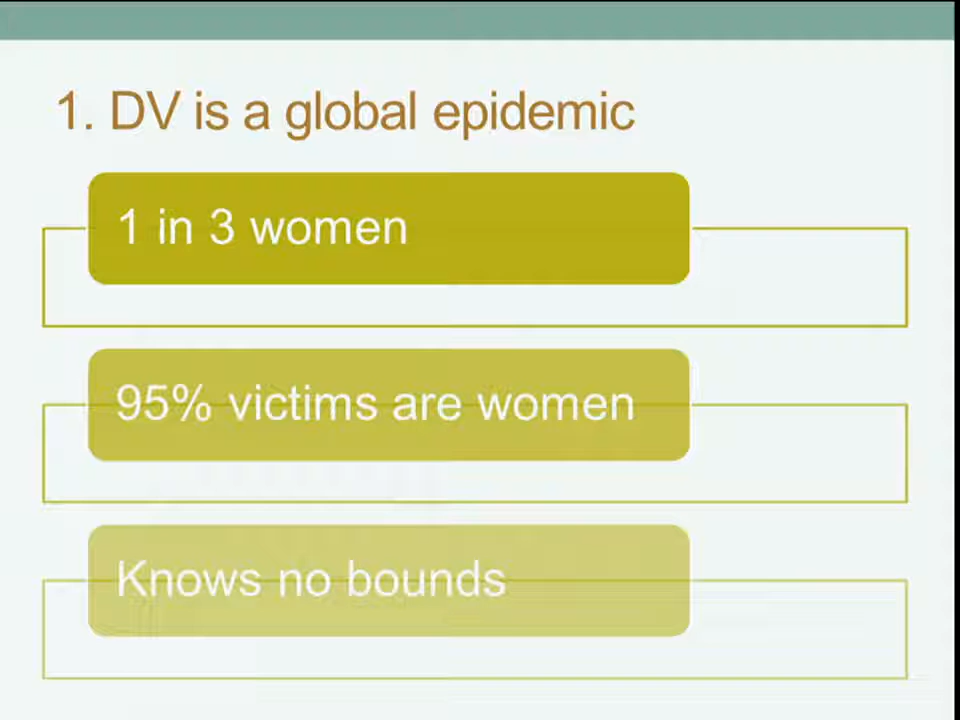 1. DV is a global epidemic
1 in 3 women
95% victims are women
Knows no bounds